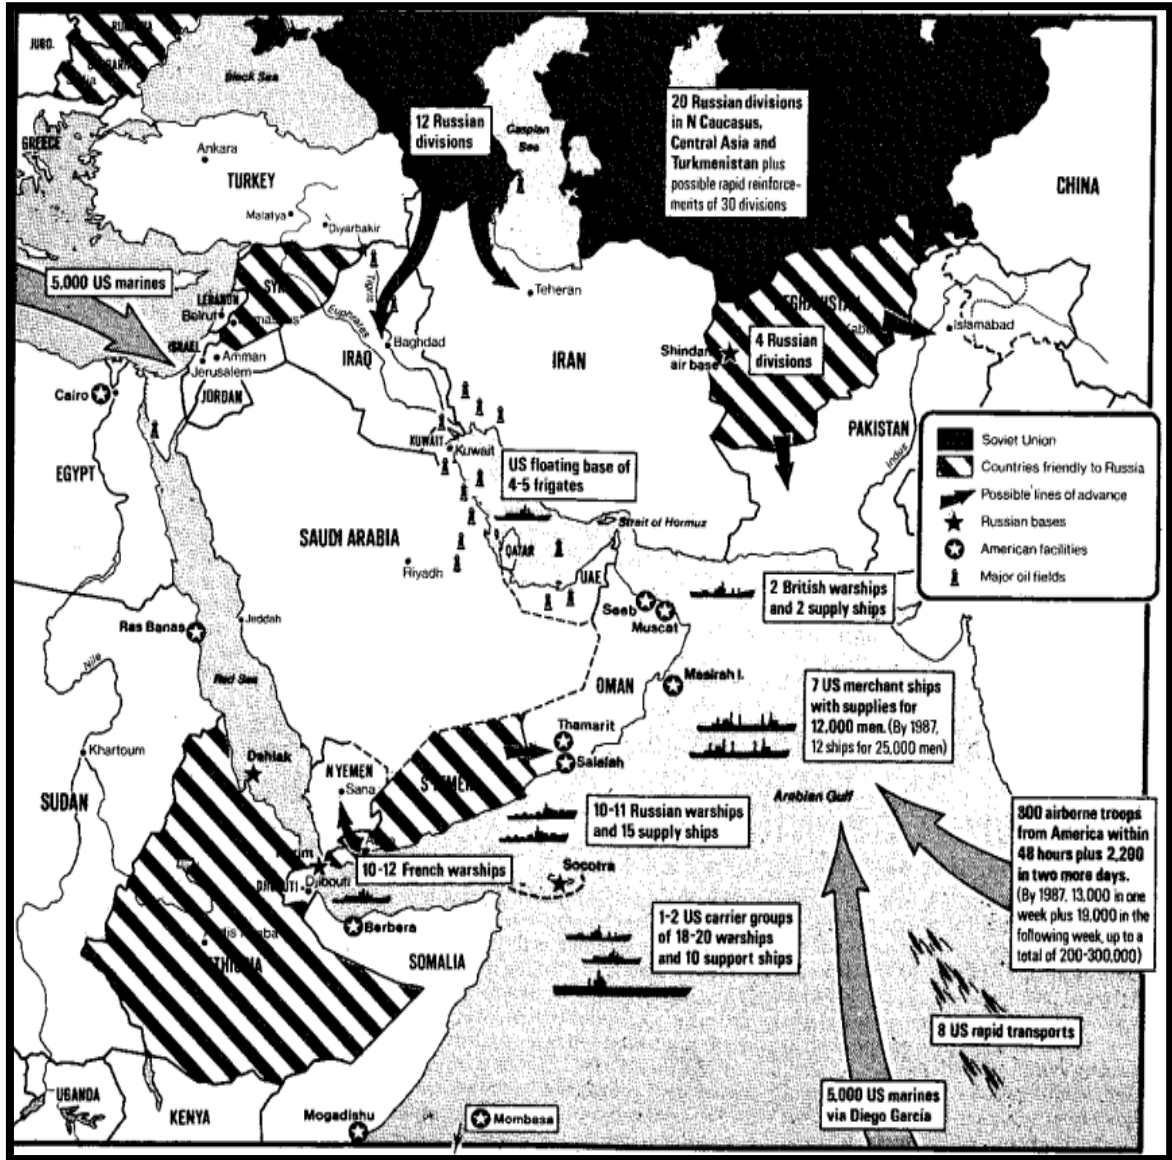 JUGO.
Black Sea
GREECE
Ankara
TURKEY
Malatya
Diyarbakir
12 Russian
divisions
Caspian
Sea
20 Russian divisions
in N Caucasus,
Central Asia and
Turkmenistan plus
possible rapid reinforce-
ments of 30 divisions
CHINA
5,000 US marines
LEBANON
Beirut
ISRAEL
Amman
Jerusalem
JORDAN
Cairo
EGYPT
Tigris
Euphrates
Baghdad
IRAQ
Teheran
IRAN
Shindand
air base
4 Russian
divisions
Islamabad
PAKISTAN
Indus
KUWAIT
Kuwait
US floating base of
4-5 frigates
Strait of Hormuz
QATAR
UAE
SAUDI ARABIA
Riyadh
Soviet Union
Countries friendly to Russia
Possible lines of advance
Russian bases
American facilities
Major oil fields
Seeb
Muscat
2 British warships
and 2 supply ships
Ras Banas
Jeddah
Nile
Red Sea
OMAN
Masirah I.
7 US merchant ships
with supplies for
12,000 men. (By 1987,
12 ships for 25,000 men)
Thamarit
Salalah
Khartoum
SUDAN
Dahlak
N YEMEN
Sana
S YEMEN
Arabian Gulf
10-11 Russian warships
and 15 supply ships
10-12 French warships
Djibouti
Socotra
Berbera
SOMALIA
ETHIOPIA
1-2 US carrier groups
of 18-20 warships
and 10 support ships
800 airborne troops
from America within
48 hours plus 2,200
in two more days.
(By 1987, 13,000 in one
week plus 19,000 in the
following week, up to a
total of 200-300,000)
8 US rapid transports
5,000 US marines
via Diego Garcia
UGANDA
KENYA
Mogadishu
Mombasa